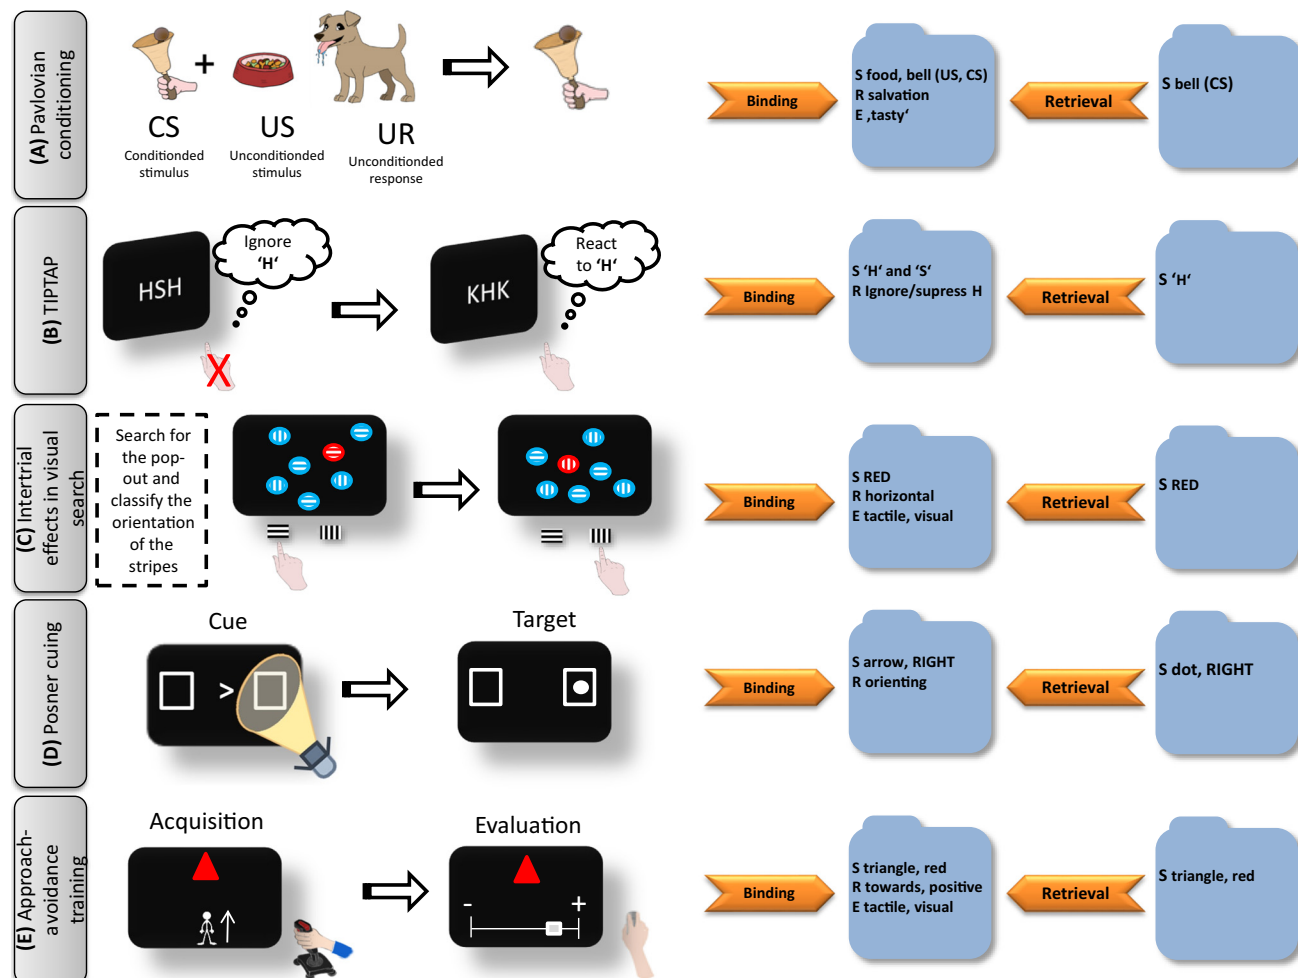 (A) Pavlovian
conditioning
+
CS
Conditionded
stimulus
US
Unconditionded
stimulus
UR
Unconditionded
response
Binding
S food, bell (US, CS)
R salvation
E ‚tasty‘
Retrieval
S bell (CS)
(B) TIPTAP
HSH
Ignore
‘H‘
X
KHK
React
to ‘H‘
Binding
S ‘H‘ and ‘S‘
R Ignore/supress H
Retrieval
S ‘H‘
(C) Intertrial
effects in visual
search
Search for
the pop-
out and
classify the
orientation
of the
stripes
Binding
S RED
R horizontal
E tactile, visual
Retrieval
S RED
(D) Posner cuing
Cue
>
Target
Binding
S arrow, RIGHT
R orienting
Retrieval
S dot, RIGHT
(E) Approach-
avoidance
training
Acquisition
Evaluation
- +
Binding
S triangle, red
R towards, positive
E tactile, visual
Retrieval
S triangle, red